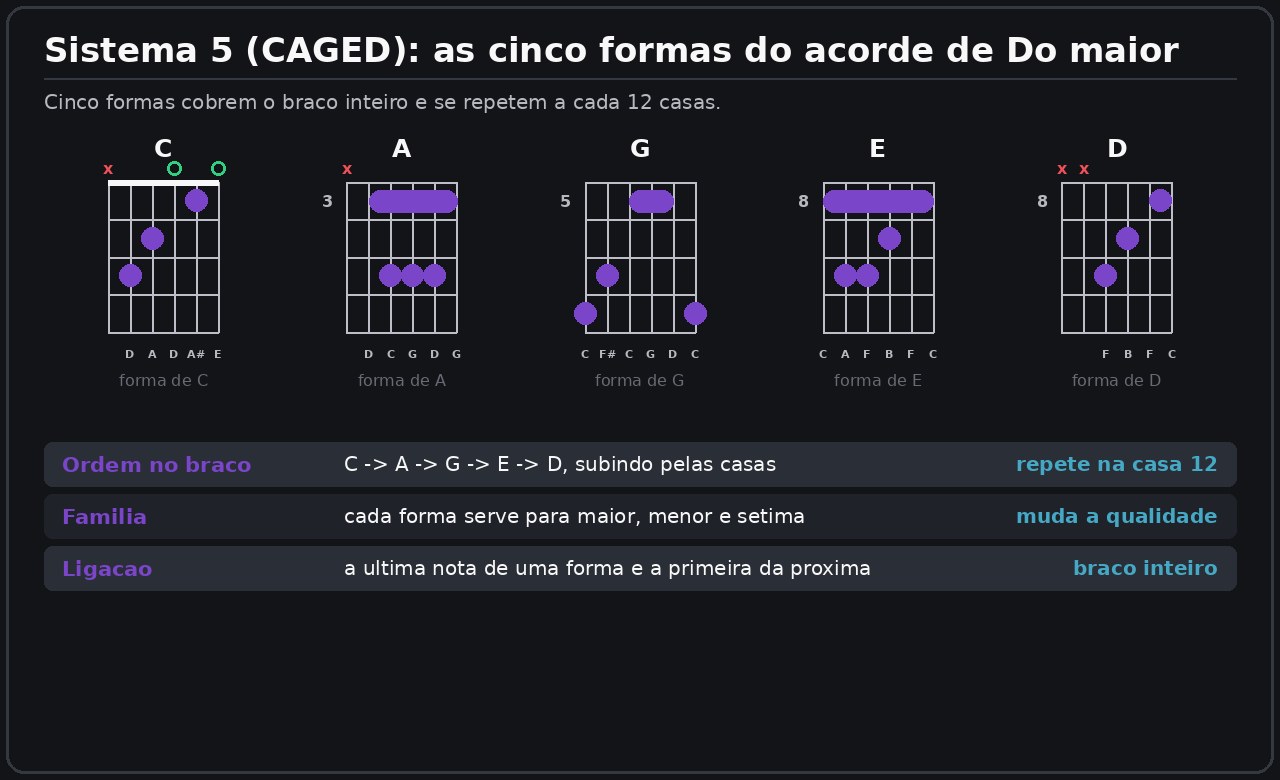 Sistema 5 (CAGED): as cinco formas do acorde de Do maior
Cinco formas cobrem o braco inteiro e se repetem a cada 12 casas.
C A G E D
x x x x
3 5 8 8
D A D A# E
D C G D G
C F# C G D C
C A F B F C
F B F C
forma de C
forma de A
forma de G
forma de E
forma de D
Ordem no braco C -> A -> G -> E -> D, subindo pelas casas repete na casa 12
Familia cada forma serve para maior, menor e setima muda a qualidade
Ligacao a ultima nota de uma forma e a primeira da proxima braco inteiro